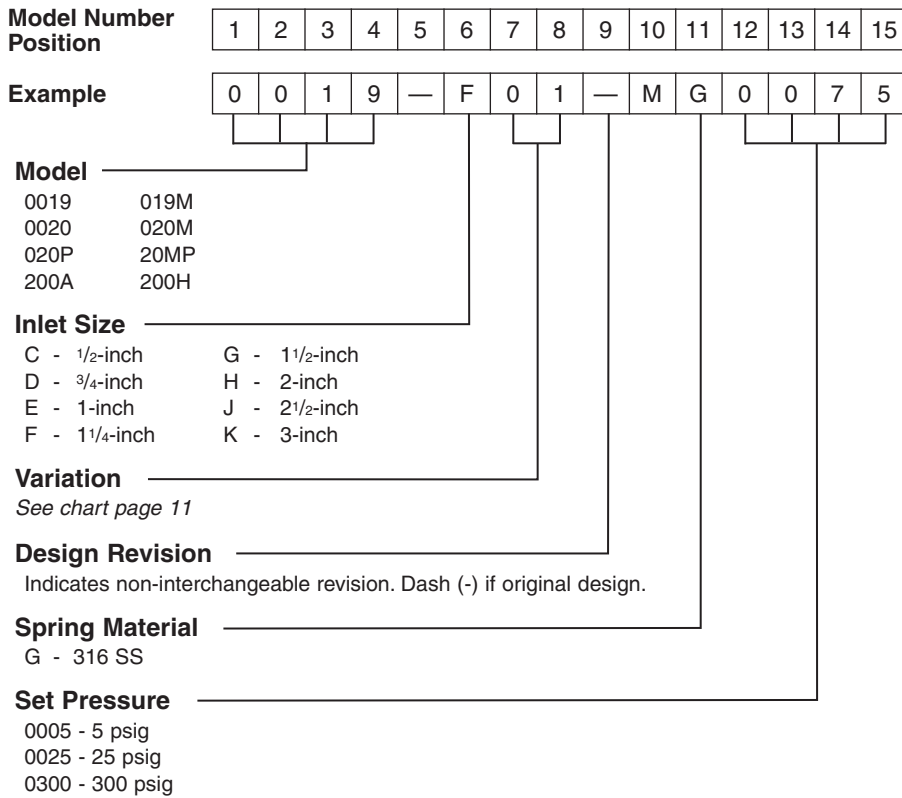 Model Number
Position
1 2 3 4 5 6 7 8 9 10 11 12 13 14 15
Example
0 0 1 9 — F 0 1 — M G 0 0 7 5
Model
0019 019M
0020 020M
020P 20MP
200A 200H
Inlet Size
C - 1/2-inch G - 11/2-inch
D - 3/4-inch H - 2-inch
E - 1-inch J - 21/2-inch
F - 11/4-inch K - 3-inch
Variation
See chart page 11
Design Revision
Indicates non-interchangeable revision. Dash (-) if original design.
Spring Material
G - 316 SS
Set Pressure
0005 - 5 psig
0025 - 25 psig
0300 - 300 psig